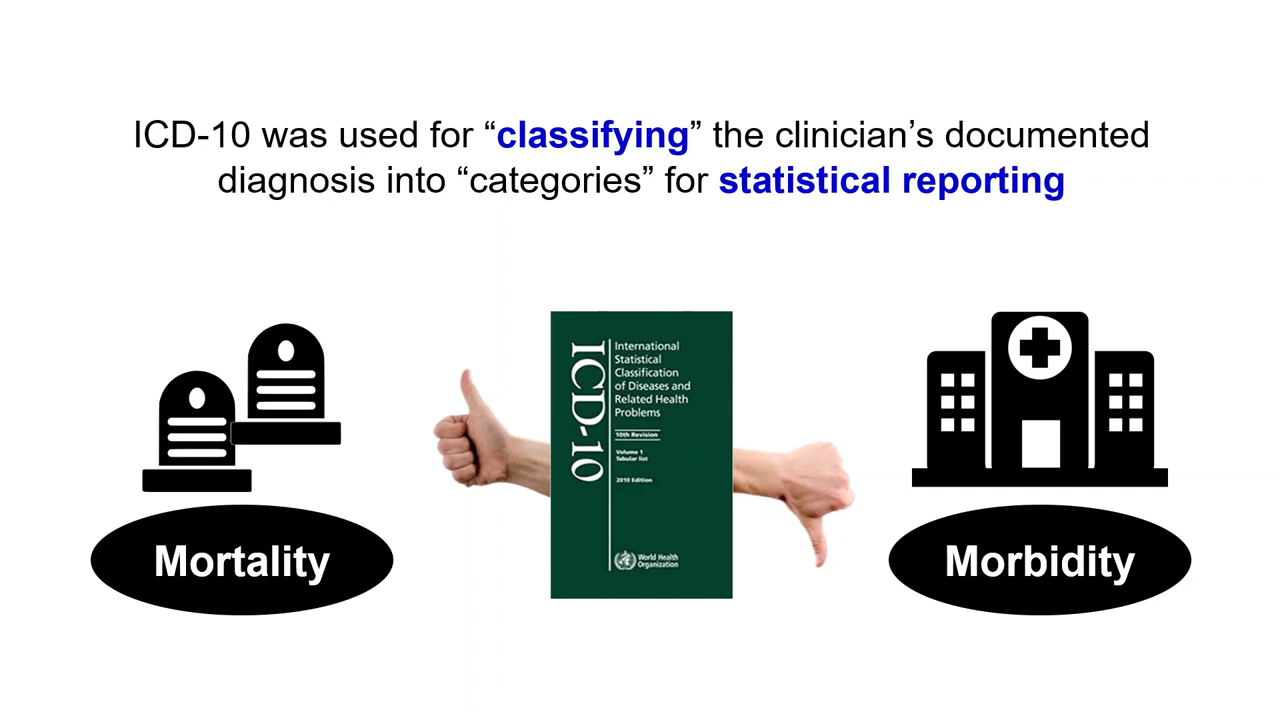 ICD-10 was used for “classifying” the clinician’s documented
diagnosis into “categories” for statistical reporting
ICD-10
International
Statistical
Classification
of Diseases and
Related Health
Problems
10th Revision
Volume 1
Tabular list
2010 Edition
World Health
Organization
Mortality
Morbidity